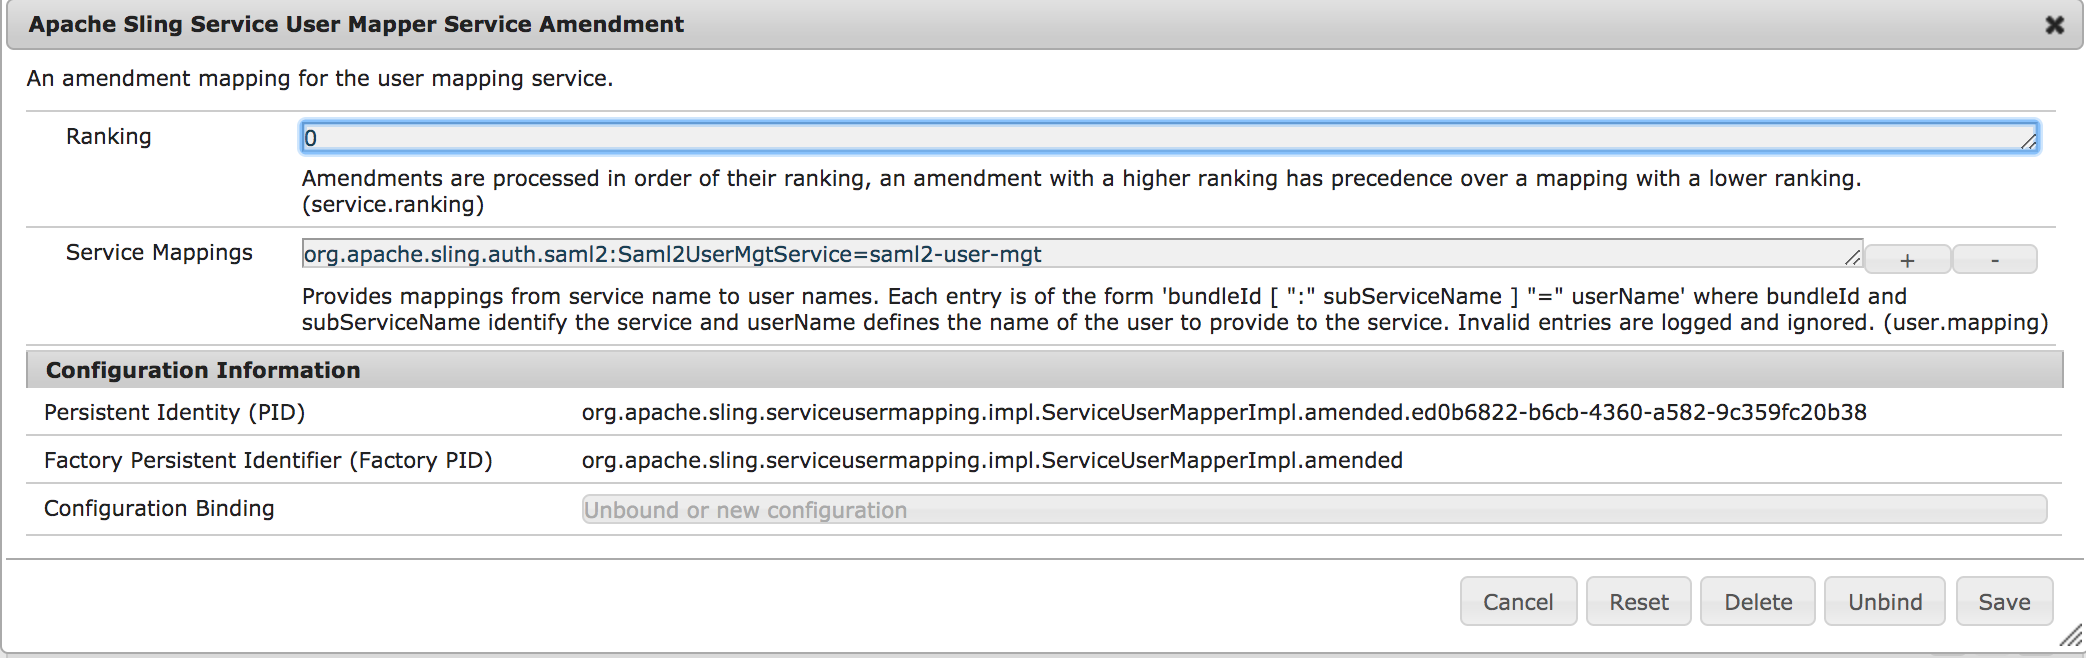 Apache Sling Service User Mapper Service Amendment
An amendment mapping for the user mapping service.
Ranking
0
Amendments are processed in order of their ranking, an amendment with a higher ranking has precedence over a mapping with a lower ranking.
(service.ranking)
Service Mappings
org.apache.sling.auth.saml2:Saml2UserMgtService=saml2-user-mgt
+
-
Provides mappings from service name to user names. Each entry is of the form 'bundleId [ ":" subServiceName ] "=" userName' where bundleId and
subServiceName identify the service and userName defines the name of the user to provide to the service. Invalid entries are logged and ignored. (user.mapping)
Configuration Information
Persistent Identity (PID)
org.apache.sling.serviceusermapping.impl.ServiceUserMapperImpl.amended.ed0b6822-b6cb-4360-a582-9c359fc20b38
Factory Persistent Identifier (Factory PID)
org.apache.sling.serviceusermapping.impl.ServiceUserMapperImpl.amended
Configuration Binding
Unbound or new configuration
Cancel
Reset
Delete
Unbind
Save